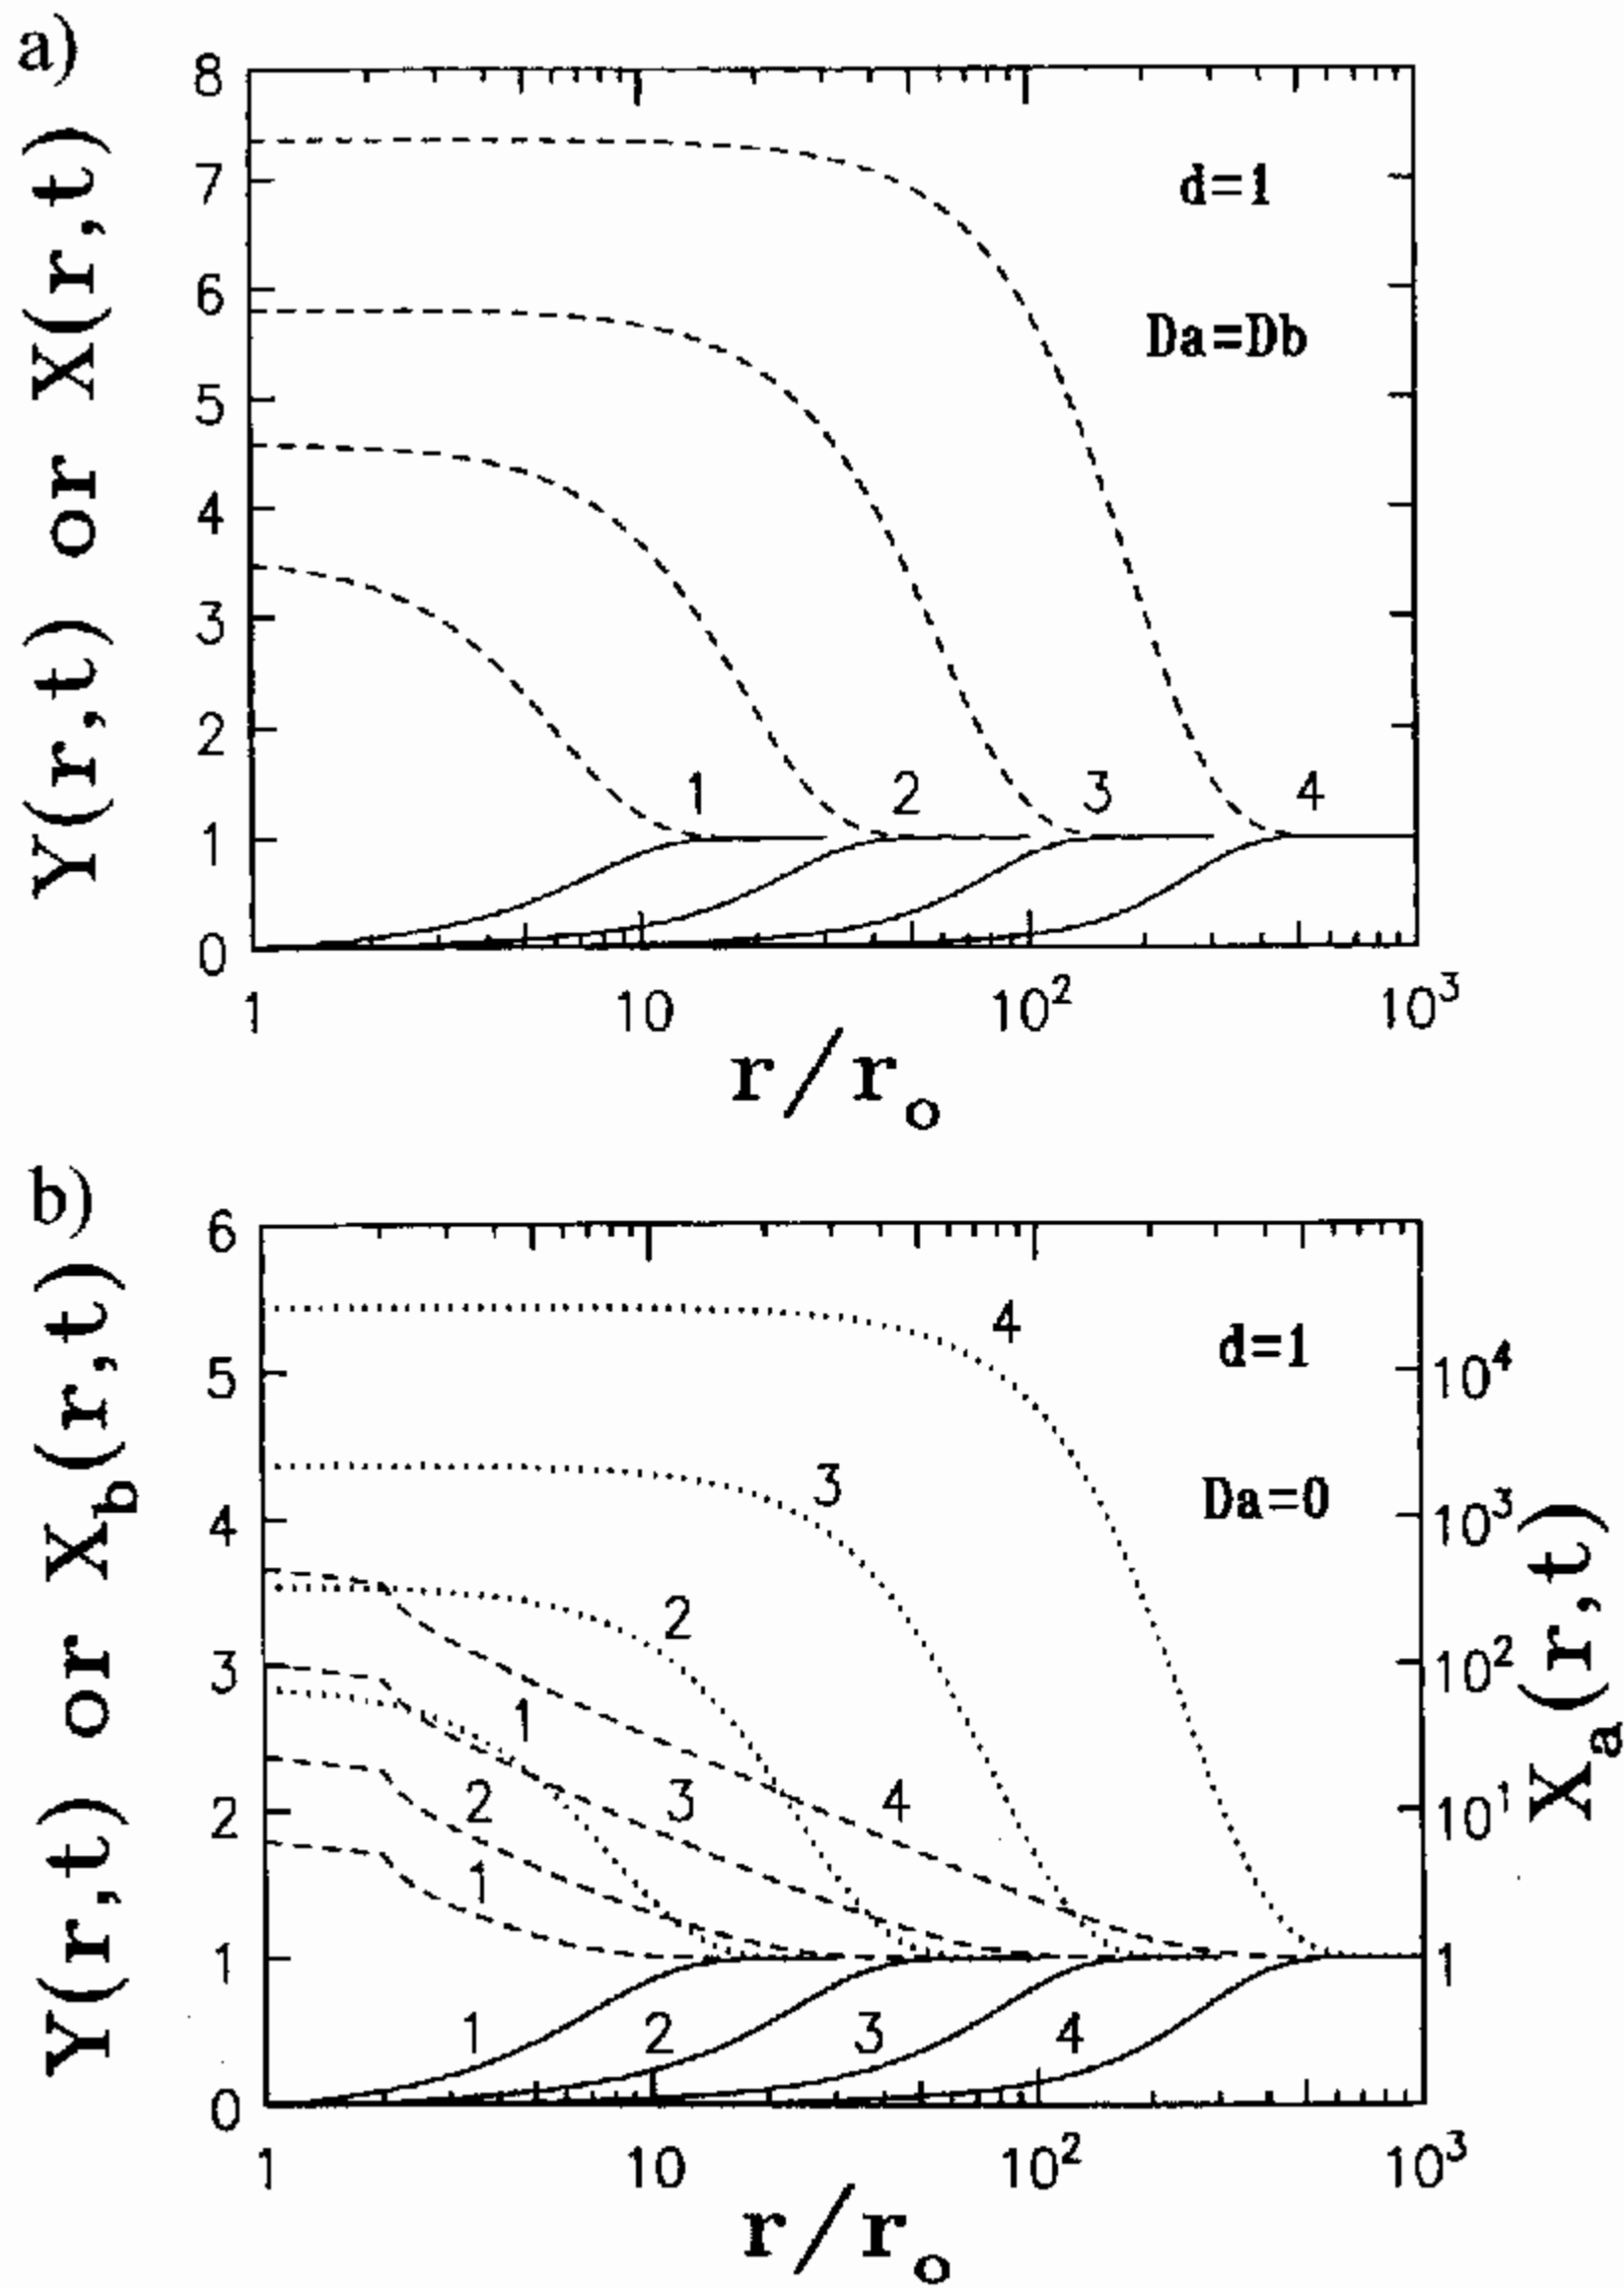 a)
Y(r,t) or X(r,t)
8
7
6
5
4
3
2
1
0
d=1
Da=Db
1 2 3 4
1 10 10² 10³
r/r₀
b)
Y(r,t) or X_b(r,t)
6
5
4
3
2
1
0
4
d=1
3
Da=0
2
1
2 3 4
1
1 2 3 4
10⁴
10³
10²
10¹
1
X_a(r,t)
1 10 10² 10³
r/r₀